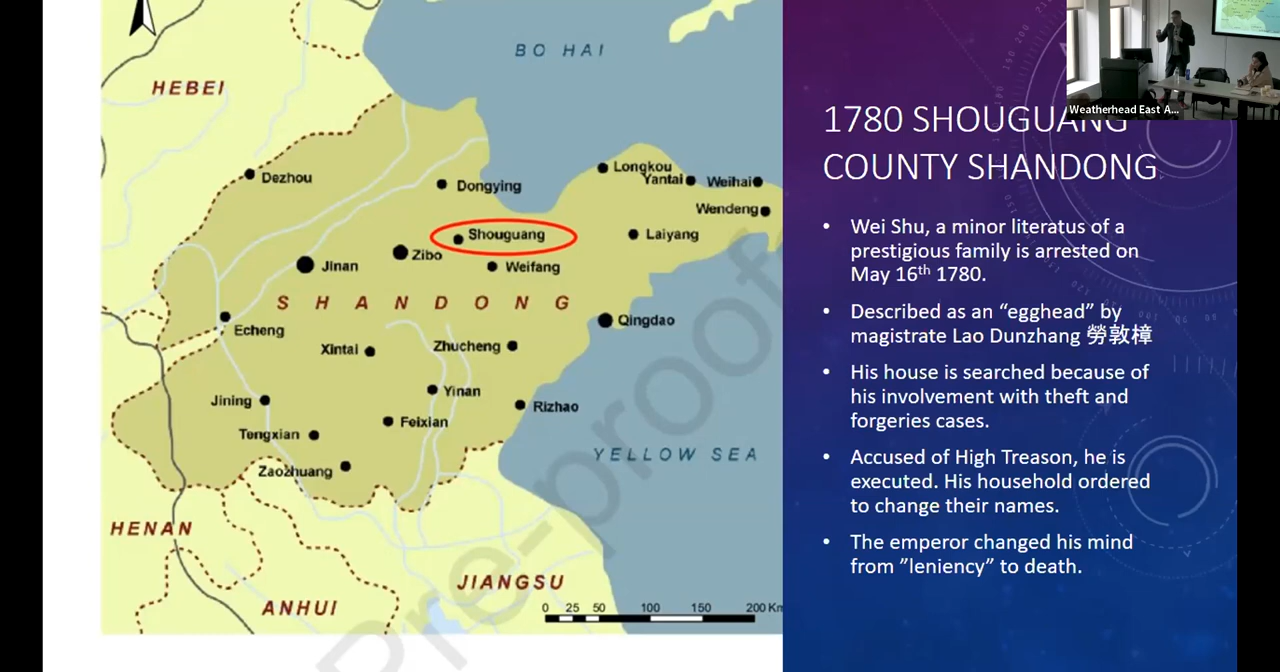 BO HAI
HEBEI
Dezhou
Dongying
Longkou
Yantai
Weihai
Wendeng
Shouguang
Laiyang
Zibo
Jinan
Weifang
SHANDONG
Qingdao
Echeng
Xintai
Zhucheng
Jining
Yinan
Rizhao
Feixian
Tengxian
Zaozhuang
YELLOW SEA
HENAN
JIANGSU
ANHUI
0 25 50 100 150 200 Km
Pre-proof
Weatherhead East A...
1780 SHOUGUANG
COUNTY SHANDONG
• Wei Shu, a minor literatus of a
prestigious family is arrested on
May 16th 1780.
• Described as an “egghead” by
magistrate Lao Dunzhang 勞敦樟
• His house is searched because of
his involvement with theft and
forgeries cases.
• Accused of High Treason, he is
executed. His household ordered
to change their names.
• The emperor changed his mind
from ”leniency” to death.